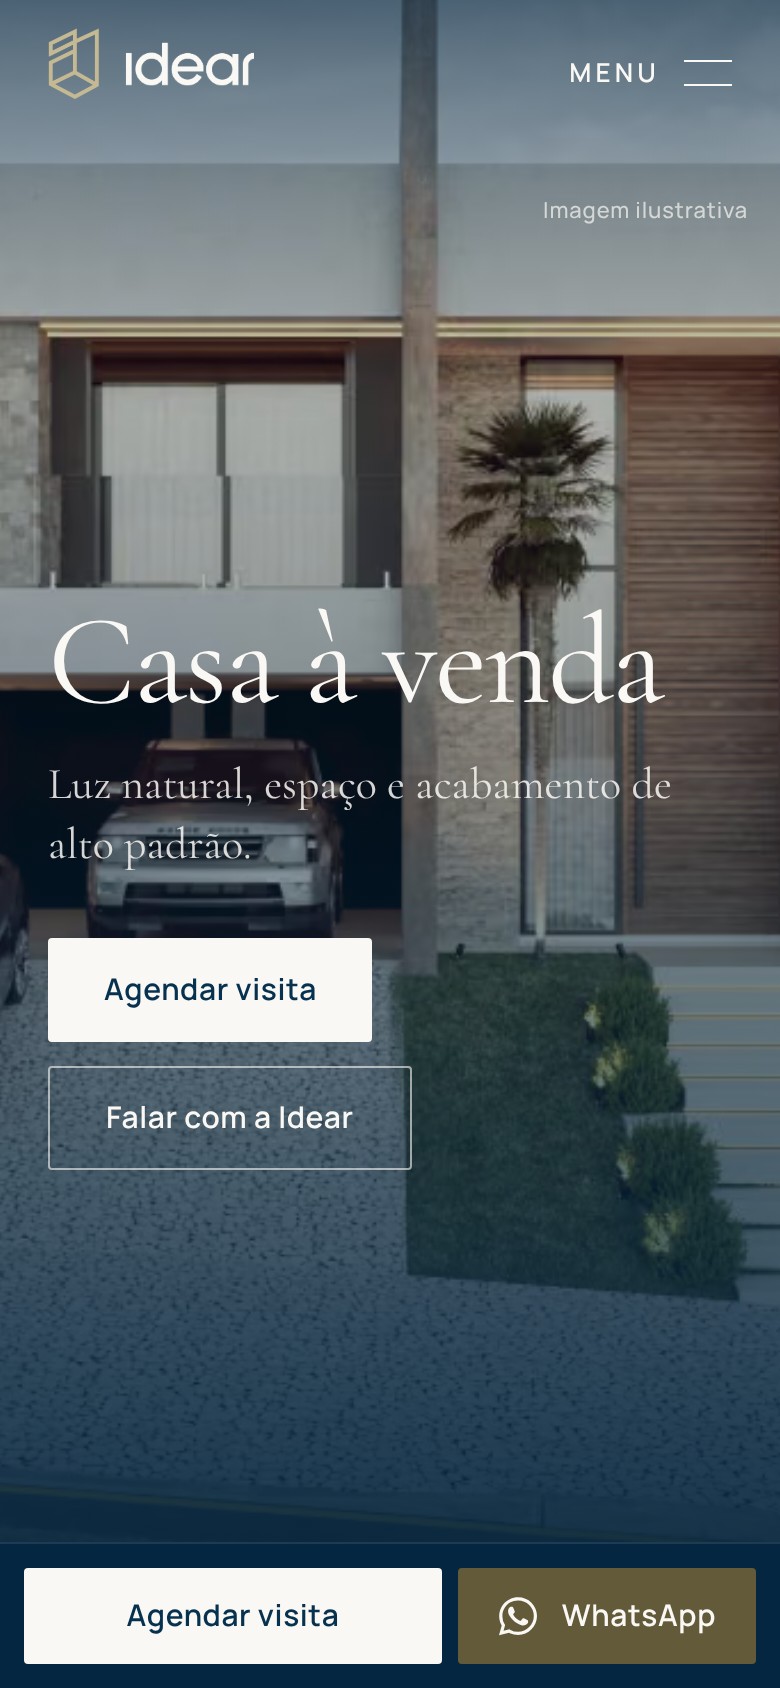 ıdear
MENU
Imagem ilustrativa
Casa à venda
Luz natural, espaço e acabamento de
alto padrão.
Agendar visita
Falar com a Idear
Agendar visita
WhatsApp